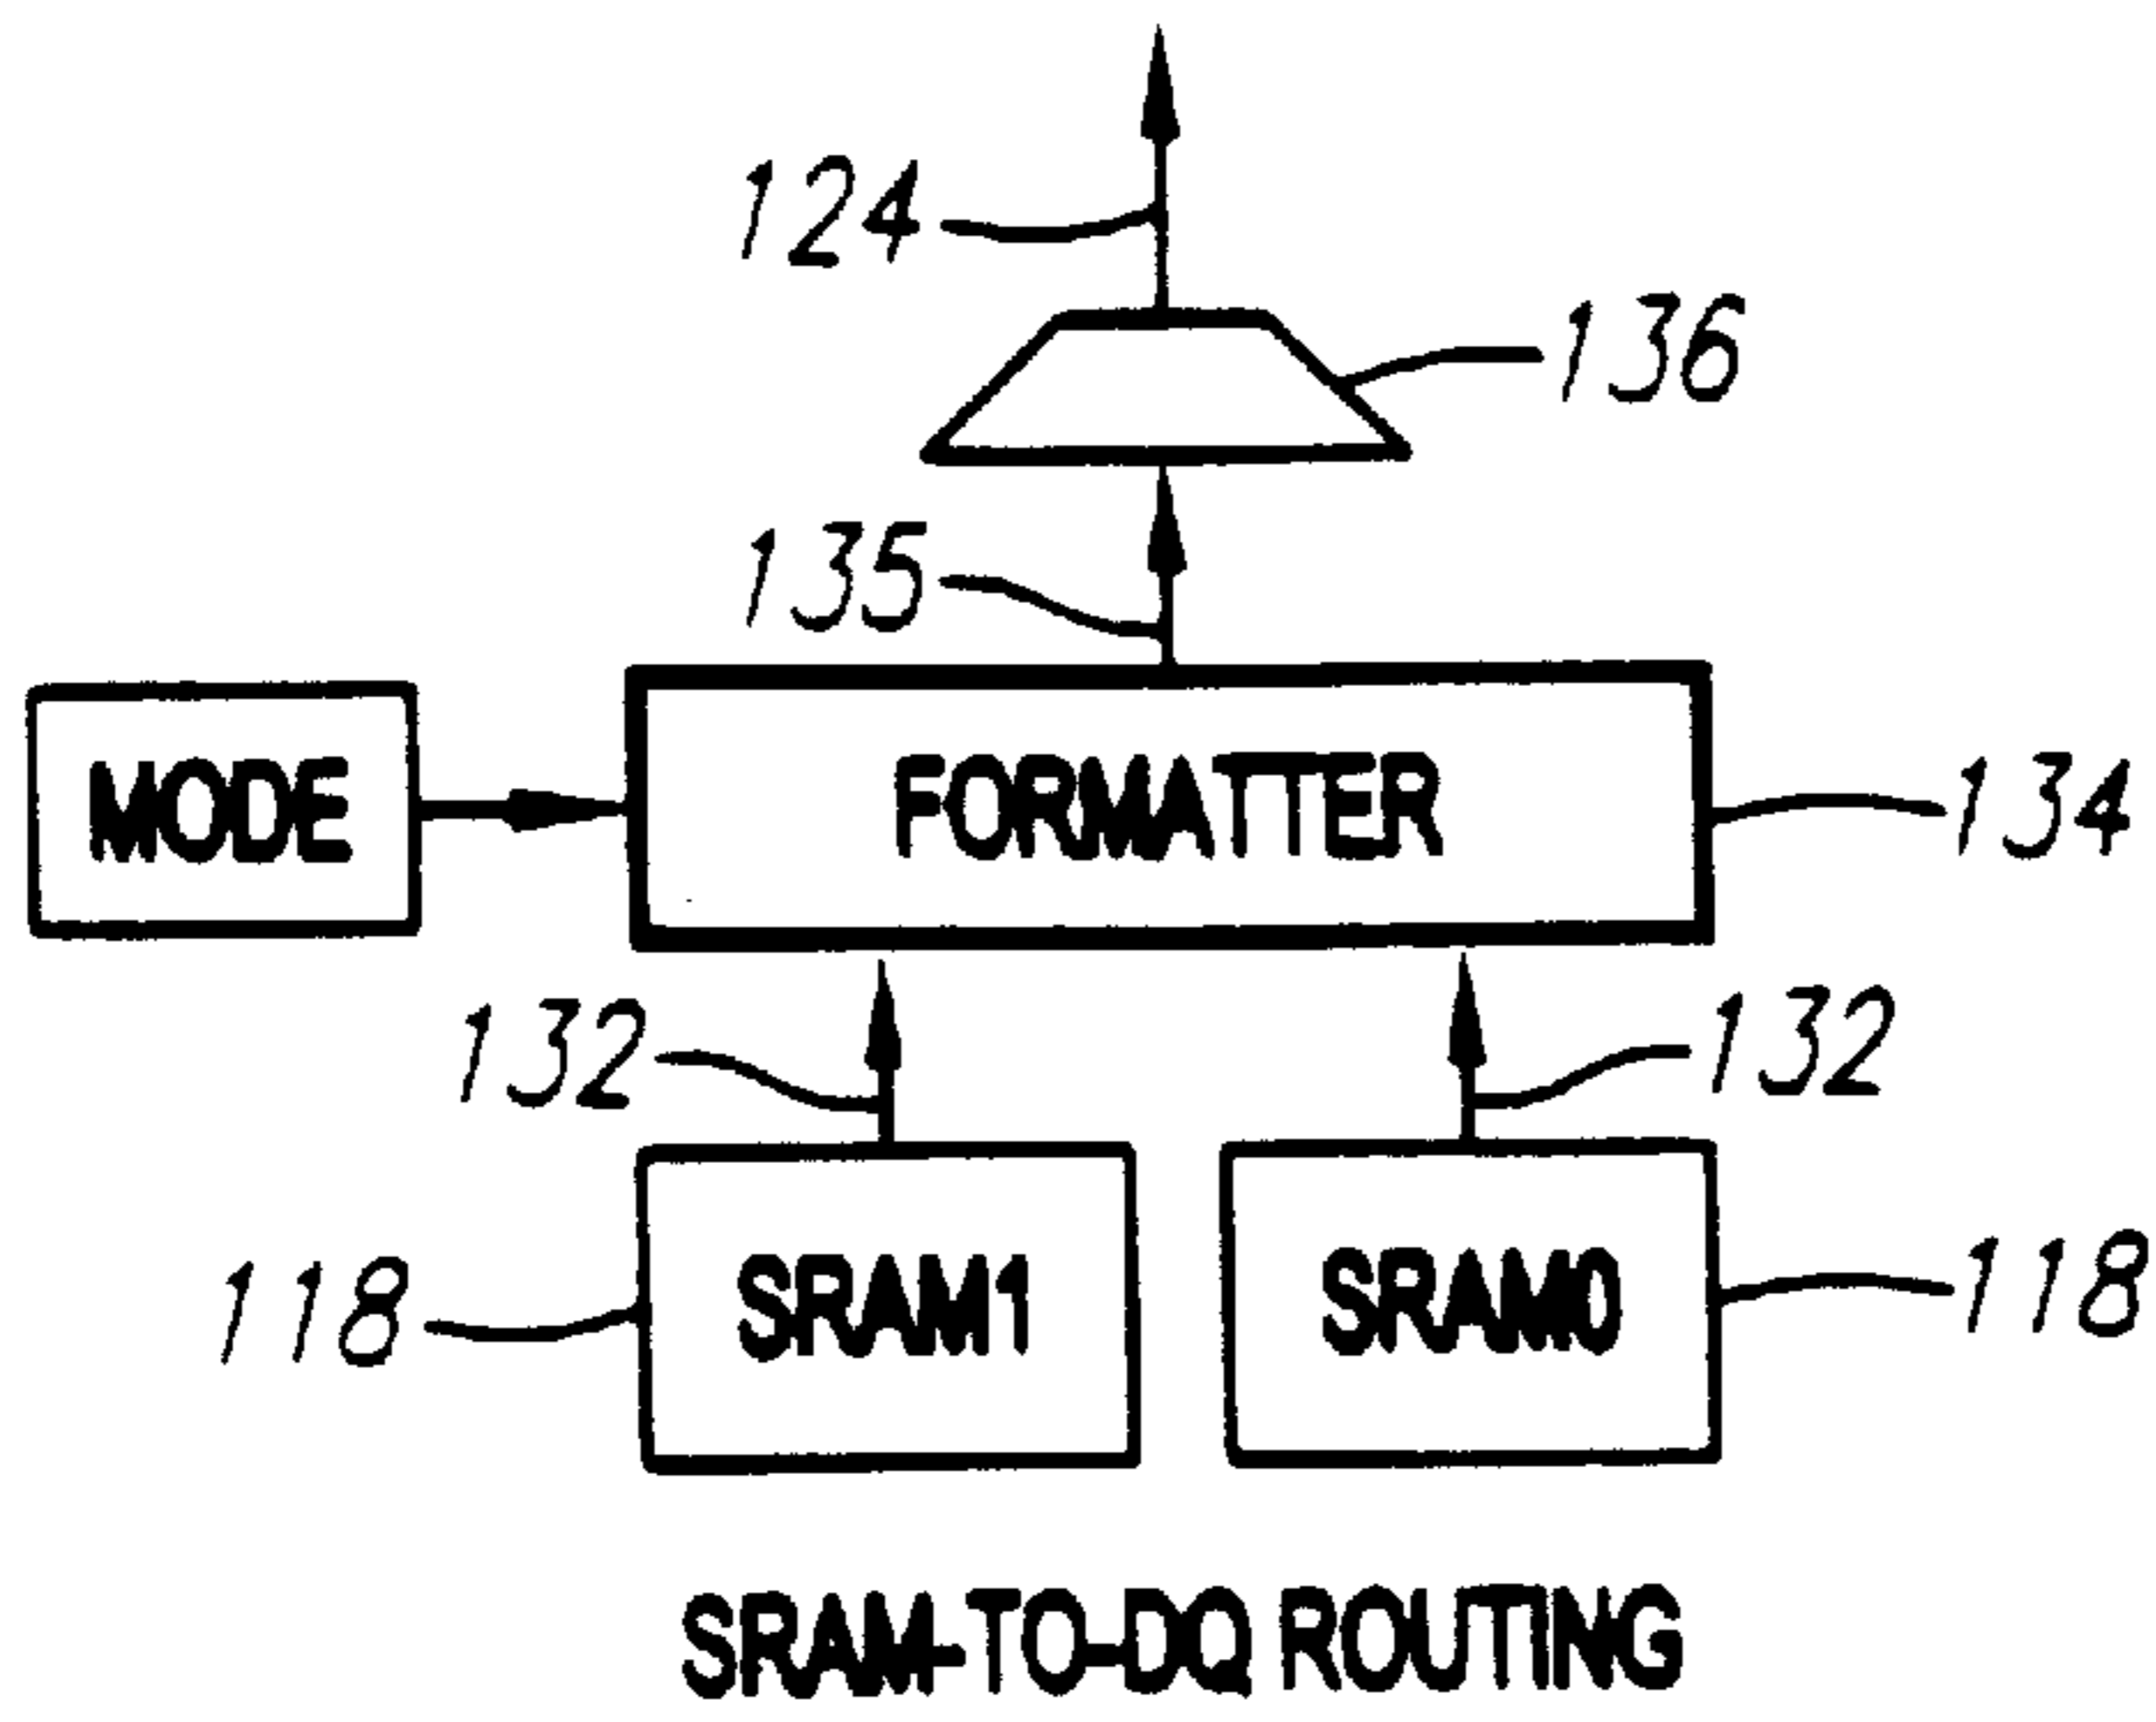 124
136
135
MODE
FORMATTER
134
132
132
118
SRAM1
SRAM0
118
SRAM-TO-DQ ROUTING